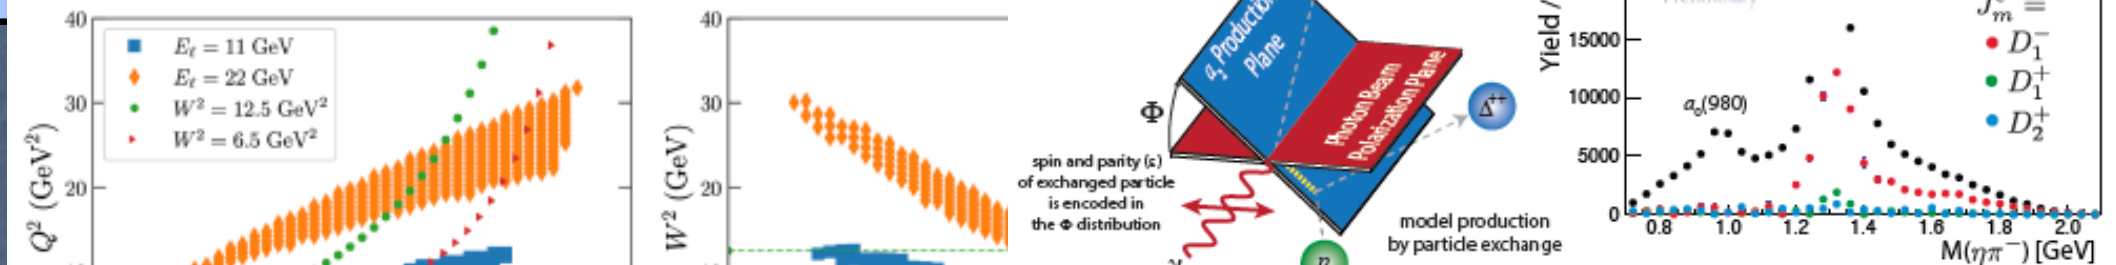 40
30
20
Q² (GeV²)
E_ℓ = 11 GeV
E_ℓ = 22 GeV
W² = 12.5 GeV²
W² = 6.5 GeV²
40
30
20
W² (GeV)
a₂ Production
Plane
Photon Beam
Polarization Plane
Φ
Δ⁺⁺
spin and parity (ε)
of exchanged particle
is encoded in
the Φ distribution
model production
by particle exchange
Yield /
Preliminary
15000
10000
5000
0
a₀(980)
D₁⁻
D₁⁺
D₂⁺
0.8 1.0 1.2 1.4 1.6 1.8 2.0
M(ηπ⁻) [GeV]